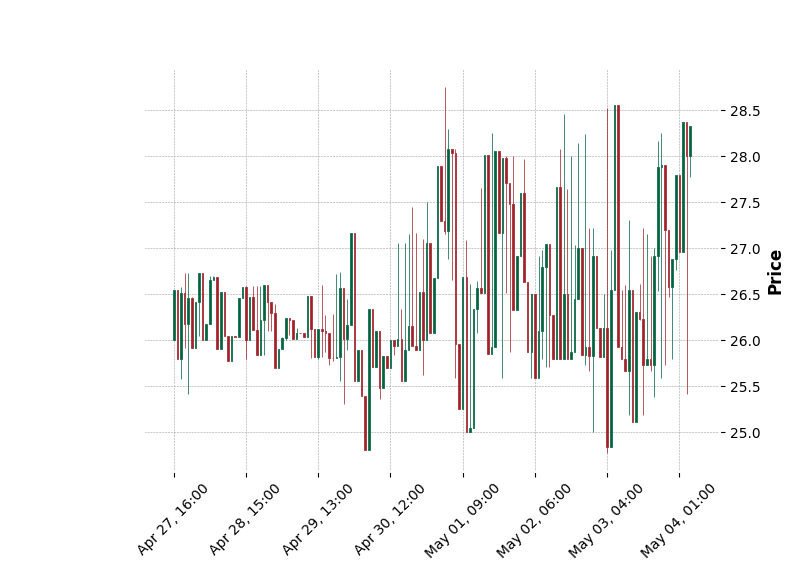 28.5
28.0
27.5
27.0
26.5
26.0
25.5
25.0
Price
Apr 27, 16:00
Apr 28, 15:00
Apr 29, 13:00
Apr 30, 12:00
May 01, 09:00
May 02, 06:00
May 03, 04:00
May 04, 01:00